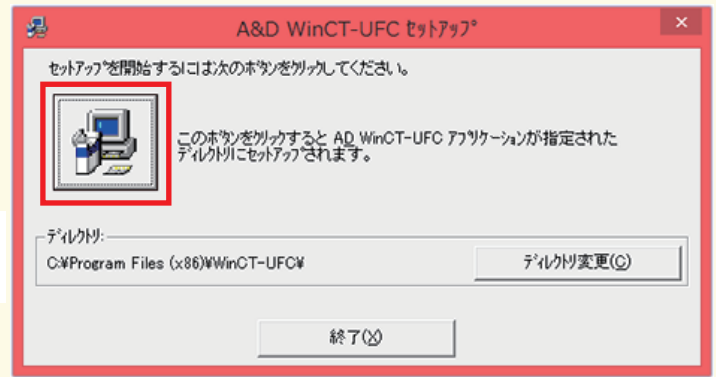 A&D WinCT-UFC ｾｯﾄｱｯﾌﾟ
ｾｯﾄｱｯﾌﾟを開始するには次のﾎﾞﾀﾝをｸﾘｯｸしてください。
このﾎﾞﾀﾝをｸﾘｯｸすると AD WinCT-UFC ｱﾌﾟﾘｹｰｼｮﾝが指定された
ﾃﾞｨﾚｸﾄﾘにｾｯﾄｱｯﾌﾟされます。
ﾃﾞｨﾚｸﾄﾘ:
C:¥Program Files (x86)¥WinCT-UFC¥
ﾃﾞｨﾚｸﾄﾘ変更(C)
終了(X)